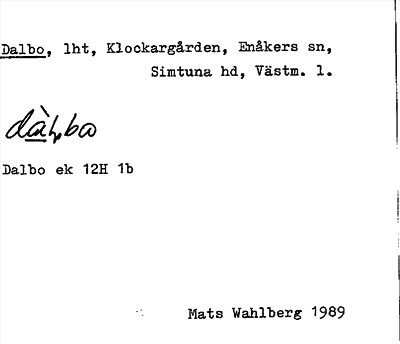 Dalbo, lht, Klockargården, Enåkers sn,
Simtuna hd, Västm. l.
Dalbo ek 12H 1b
Mats Wahlberg 1989